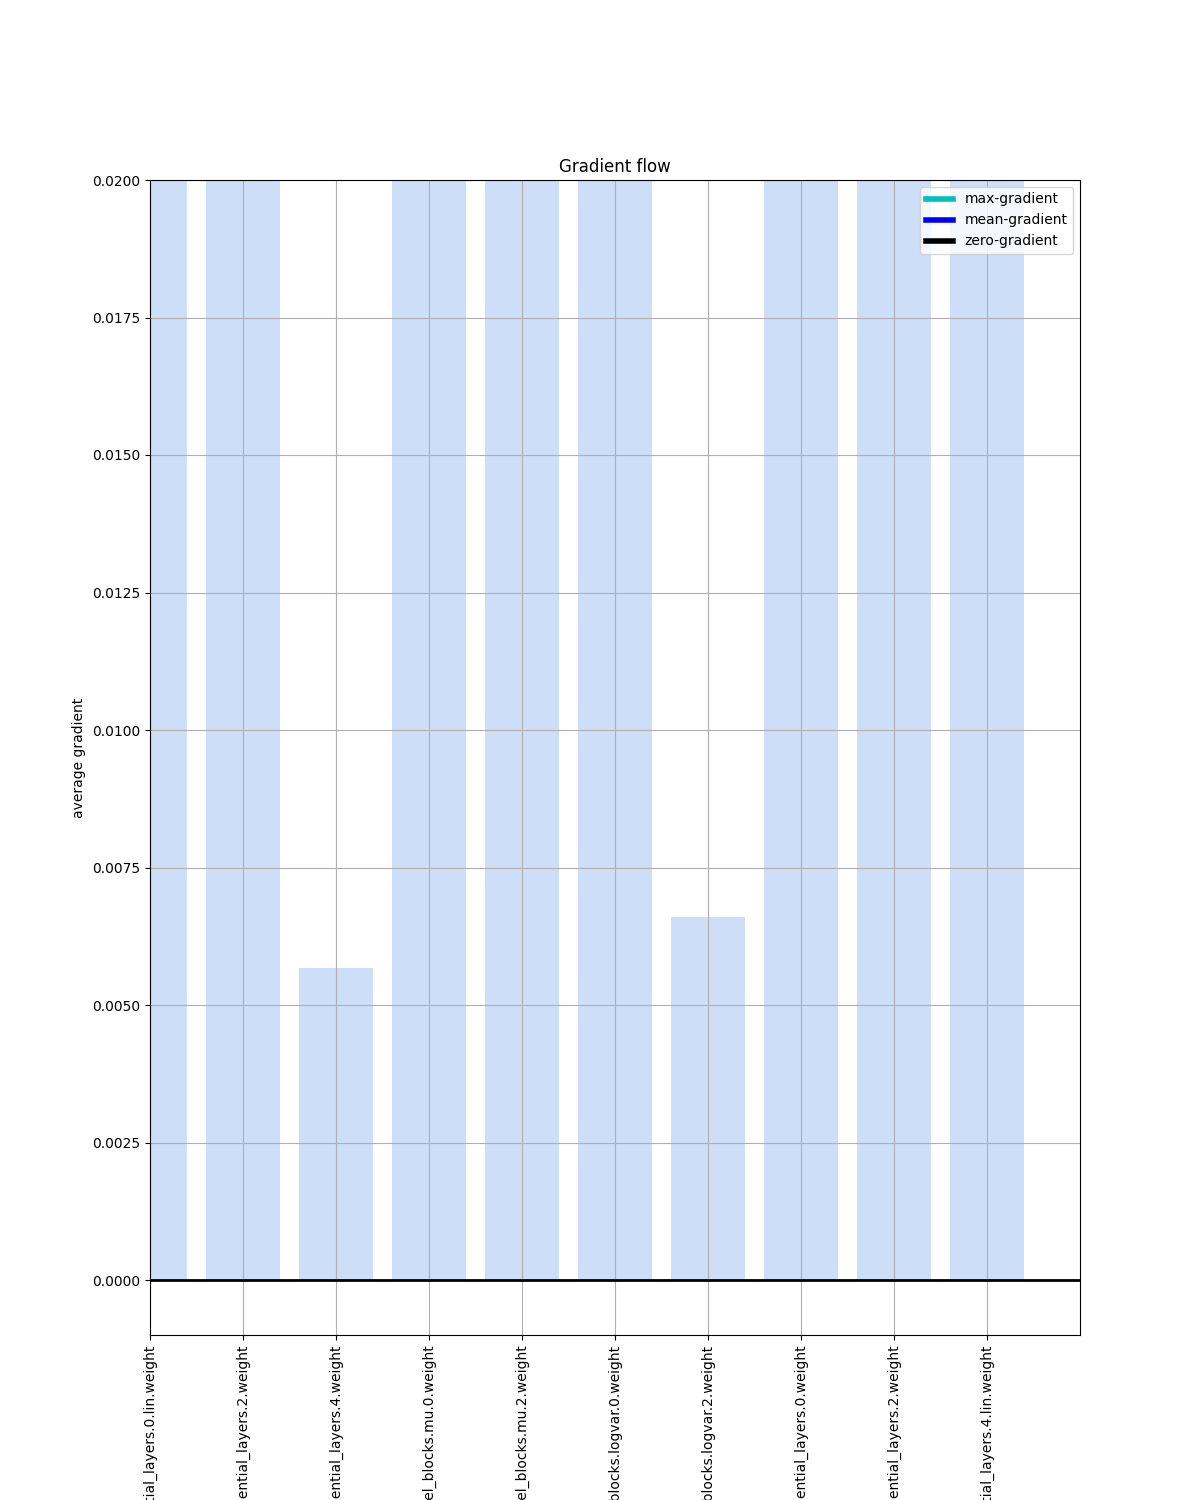 Gradient flow
max-gradient
mean-gradient
zero-gradient
0.0200
0.0175
0.0150
0.0125
0.0100
0.0075
0.0050
0.0025
0.0000
average gradient
tial_layers.0.lin.weight
ential_layers.2.weight
ential_layers.4.weight
el_blocks.mu.0.weight
el_blocks.mu.2.weight
blocks.logvar.0.weight
blocks.logvar.2.weight
ential_layers.0.weight
ential_layers.2.weight
tial_layers.4.lin.weight